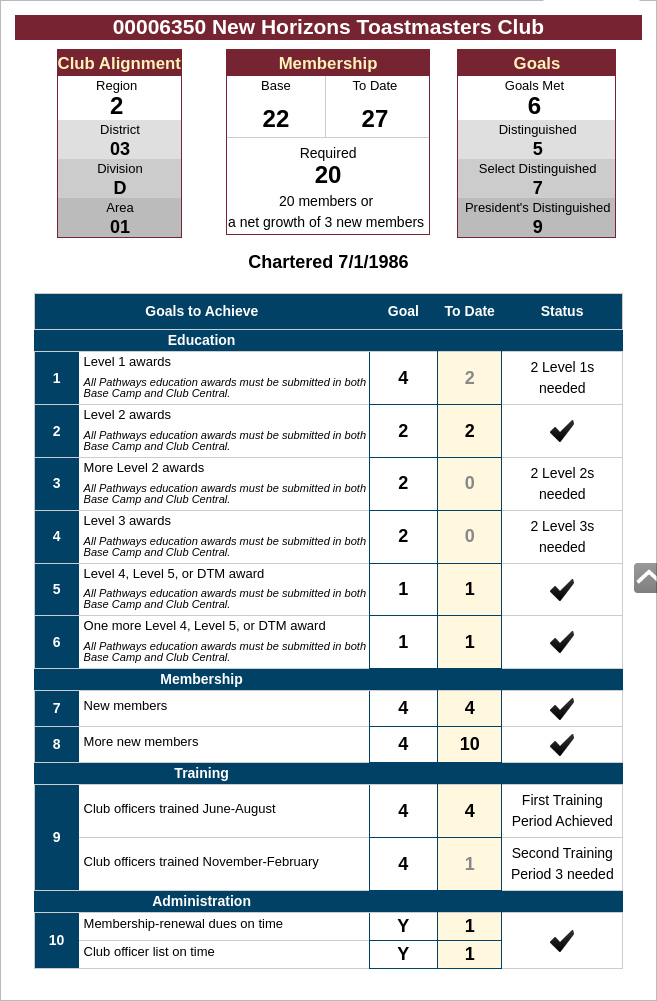 00006350 New Horizons Toastmasters Club
Club Alignment
Region
2
District
03
Division
D
Area
01
Membership
Base
To Date
22
27
Required
20
20 members or
a net growth of 3 new members
Goals
Goals Met
6
Distinguished
5
Select Distinguished
7
President's Distinguished
9
Chartered 7/1/1986
Goals to Achieve Goal To Date Status
Education
1 Level 1 awards 4 2 2 Level 1s needed
All Pathways education awards must be submitted in both
Base Camp and Club Central.
2 Level 2 awards 2 2
All Pathways education awards must be submitted in both
Base Camp and Club Central.
3 More Level 2 awards 2 0 2 Level 2s needed
All Pathways education awards must be submitted in both
Base Camp and Club Central.
4 Level 3 awards 2 0 2 Level 3s needed
All Pathways education awards must be submitted in both
Base Camp and Club Central.
5 Level 4, Level 5, or DTM award 1 1
All Pathways education awards must be submitted in both
Base Camp and Club Central.
6 One more Level 4, Level 5, or DTM award 1 1
All Pathways education awards must be submitted in both
Base Camp and Club Central.
Membership
7 New members 4 4
8 More new members 4 10
Training
9 Club officers trained June-August 4 4 First Training
Period Achieved
Club officers trained November-February 4 1 Second Training
Period 3 needed
Administration
10 Membership-renewal dues on time Y 1
Club officer list on time Y 1